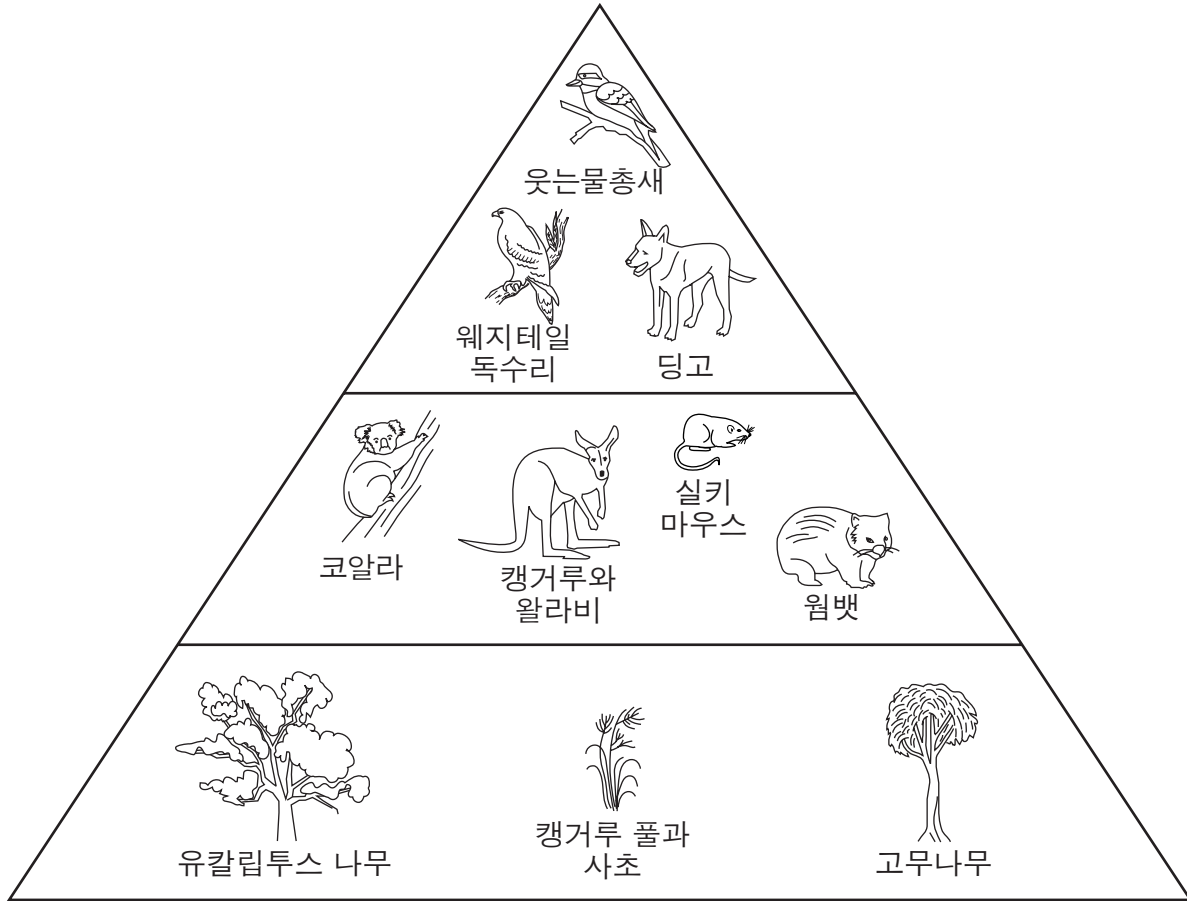 웃는물총새
웨지테일
독수리
딩고
코알라
캥거루와
왈라비
실키
마우스
웜뱃
유칼립투스 나무
캥거루 풀과
사초
고무나무